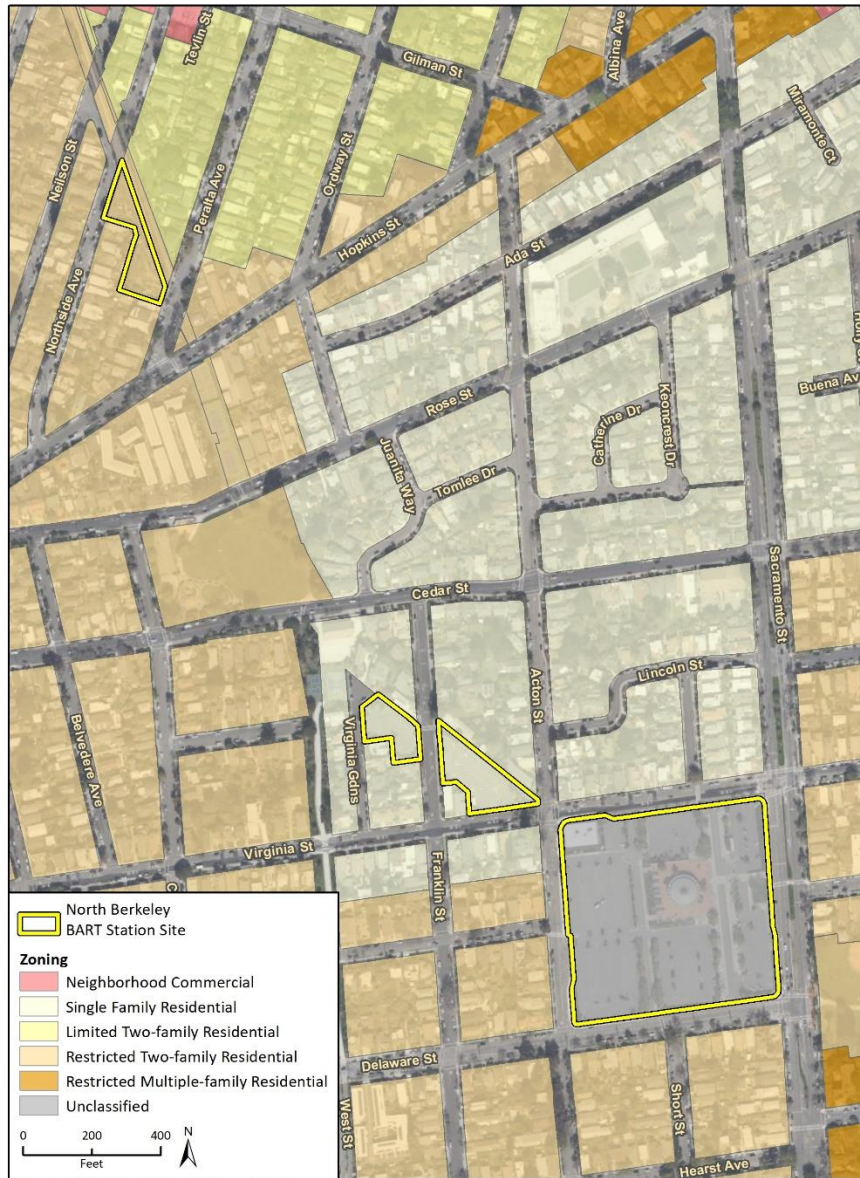 Tevlin St
Gilman St
Albina Ave
Miramonte Ct
Neilson St
Peralta Ave
Ordway St
Hopkins St
Ada St
Northside Ave
Buena Av
Rose St
Juanita Way
Tomlee Dr
Catherine Dr
Keoncrest Dr
Cedar St
Sacramento St
Acton St
Lincoln St
Belvedere Ave
Virginia Gdns
Virginia St
Franklin St
Delaware St
West St
Short St
Hearst Ave
North Berkeley
BART Station Site
Zoning
Neighborhood Commercial
Single Family Residential
Limited Two-family Residential
Restricted Two-family Residential
Restricted Multiple-family Residential
Unclassified
0 200 400
Feet
N